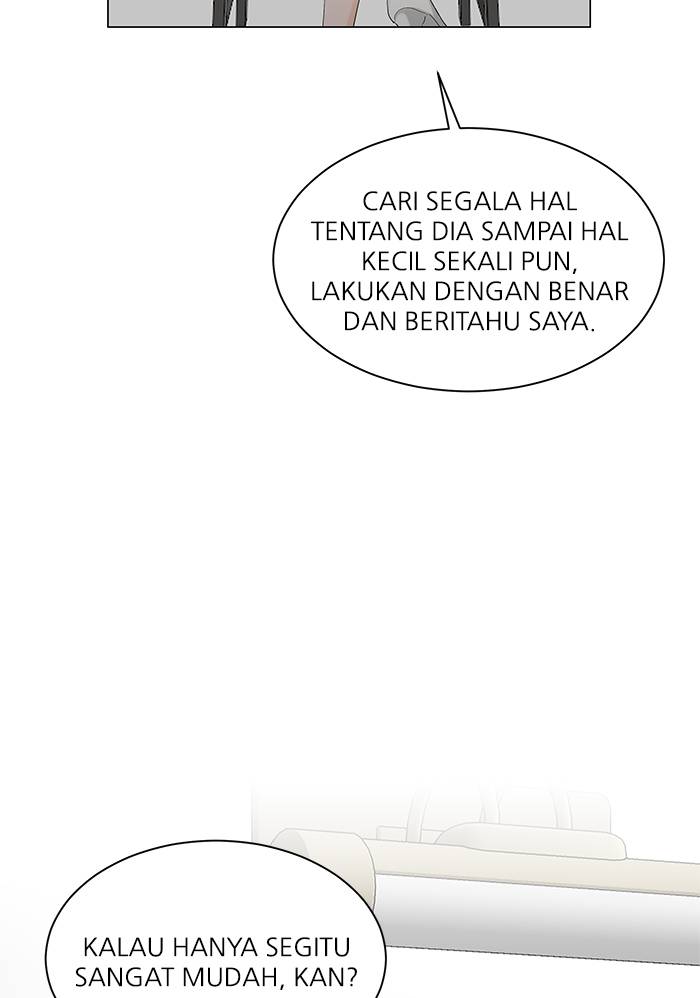 CARI SEGALA HAL
TENTANG DIA SAMPAI HAL
KECIL SEKALI PUN,
LAKUKAN DENGAN BENAR
DAN BERITAHU SAYA.
KALAU HANYA SEGITU
SANGAT MUDAH, KAN?